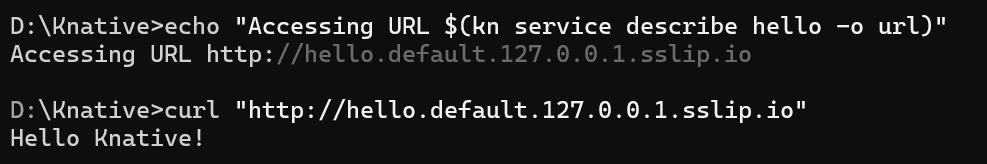 D:\Knative>echo "Accessing URL $(kn service describe hello -o url)"
Accessing URL http://hello.default.127.0.0.1.sslip.io
D:\Knative>curl "http://hello.default.127.0.0.1.sslip.io"
Hello Knative!